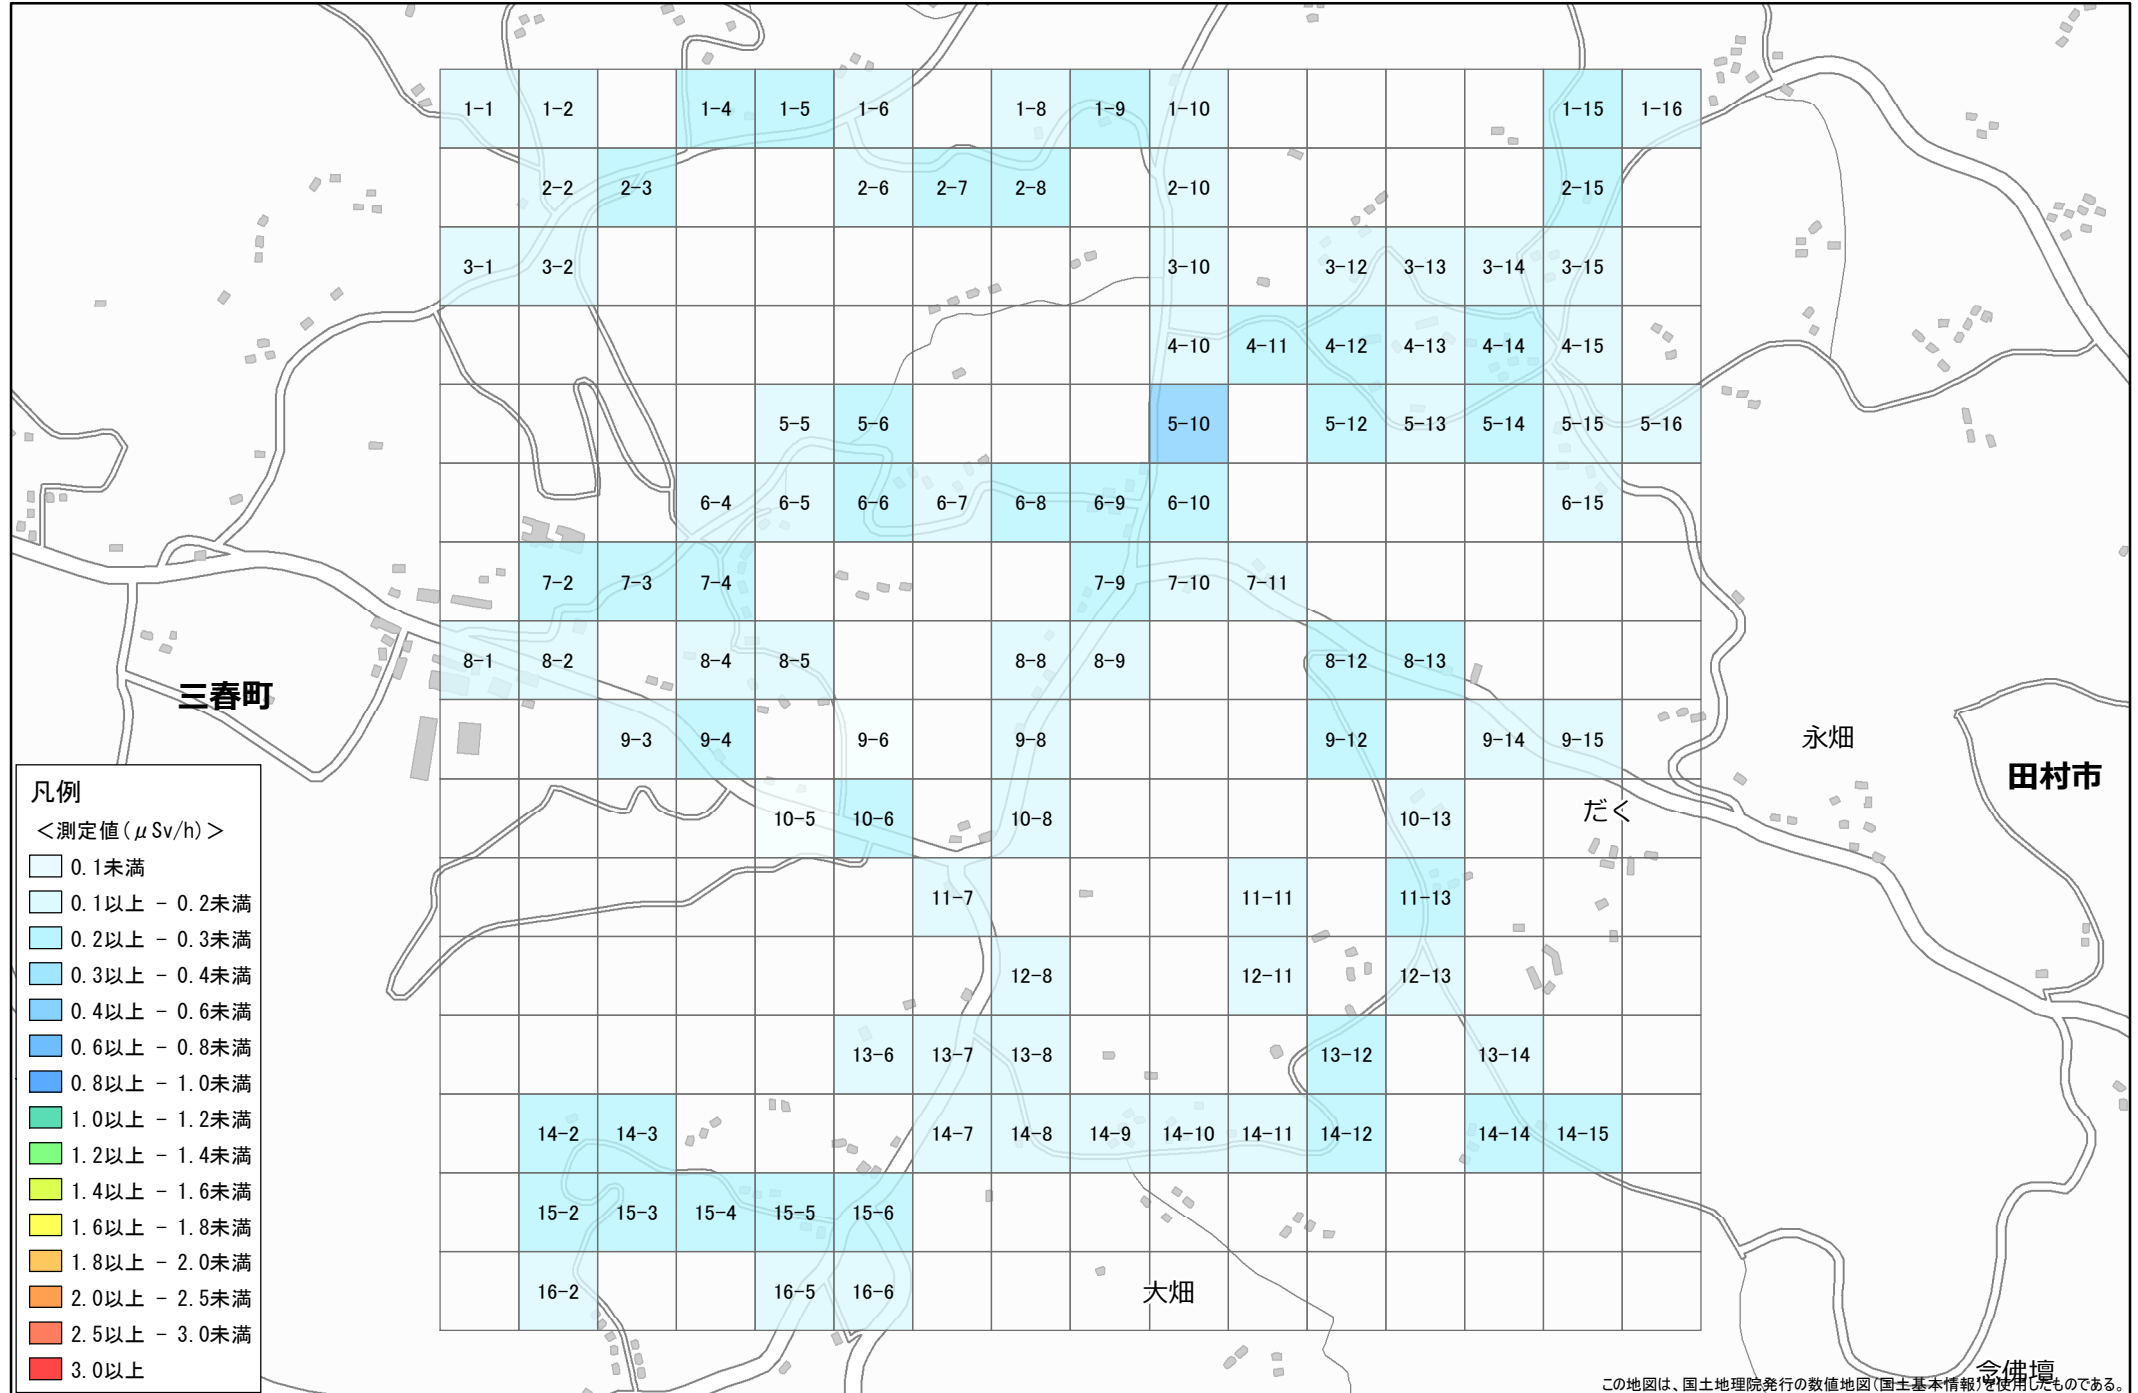 1-1 1-2 1-4 1-5 1-6 1-8 1-9 1-10 1-15 1-16
2-2 2-3 2-6 2-7 2-8 2-10 2-15
3-1 3-2 3-10 3-12 3-13 3-14 3-15
4-10 4-11 4-12 4-13 4-14 4-15
5-5 5-6 5-10 5-12 5-13 5-14 5-15 5-16
6-4 6-5 6-6 6-7 6-8 6-9 6-10 6-15
7-2 7-3 7-4 7-9 7-10 7-11
8-1 8-2 8-4 8-5 8-8 8-9 8-12 8-13
三春町
9-3 9-4 9-6 9-8 9-12 9-14 9-15
永畑
田村市
10-5 10-6 10-8 10-13
だく
11-7 11-11 11-13
12-8 12-11 12-13
13-6 13-7 13-8 13-12 13-14
14-2 14-3 14-7 14-8 14-9 14-10 14-11 14-12 14-14 14-15
15-2 15-3 15-4 15-5 15-6
16-2 16-5 16-6
大畑
念佛壇
凡例
＜測定値(μSv/h)＞
0.1未満
0.1以上 - 0.2未満
0.2以上 - 0.3未満
0.3以上 - 0.4未満
0.4以上 - 0.6未満
0.6以上 - 0.8未満
0.8以上 - 1.0未満
1.0以上 - 1.2未満
1.2以上 - 1.4未満
1.4以上 - 1.6未満
1.6以上 - 1.8未満
1.8以上 - 2.0未満
2.0以上 - 2.5未満
2.5以上 - 3.0未満
3.0以上
この地図は、国土地理院発行の数値地図(国土基本情報)を使用したものである。